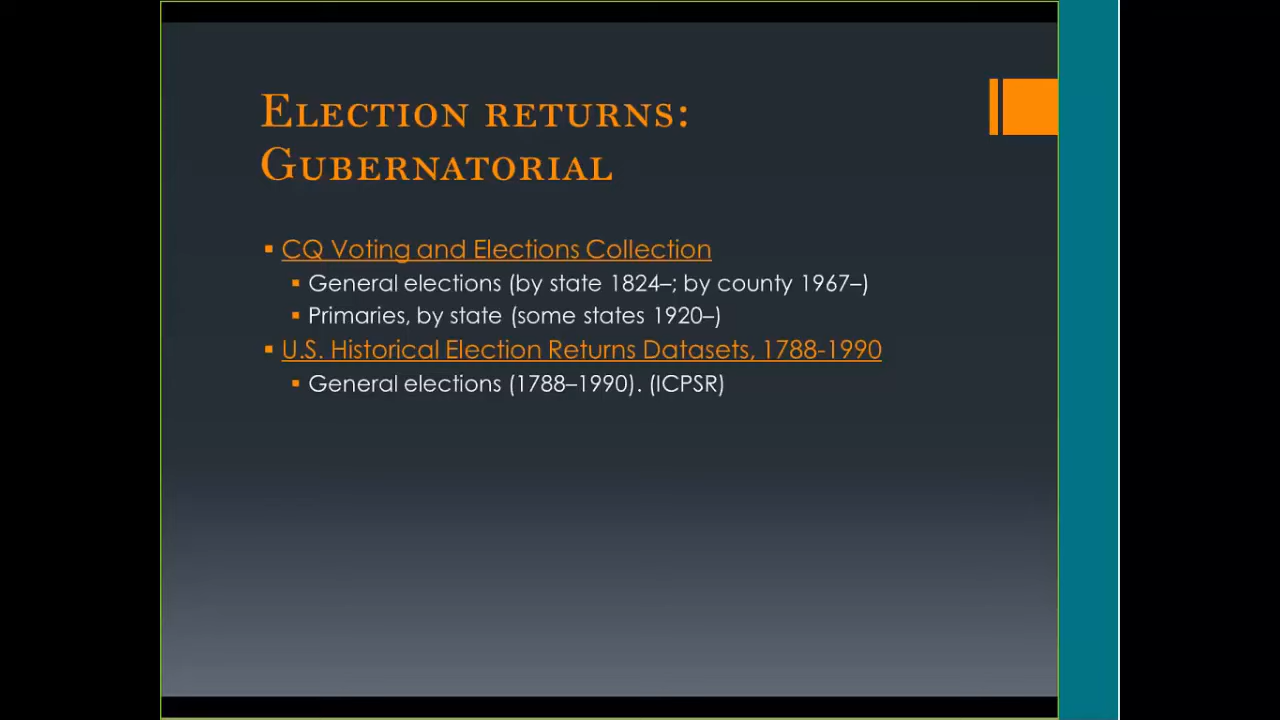 Election returns:
Gubernatorial
CQ Voting and Elections Collection
General elections (by state 1824–; by county 1967–)
Primaries, by state (some states 1920–)
U.S. Historical Election Returns Datasets, 1788-1990
General elections (1788–1990). (ICPSR)